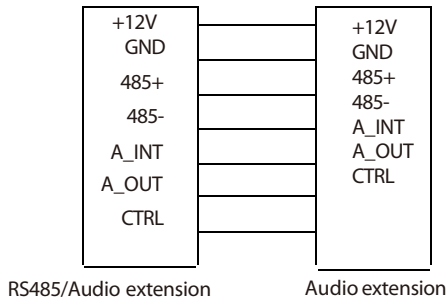 +12V
GND
485+
485-
A_INT
A_OUT
CTRL
RS485/Audio extension
+12V
GND
485+
485-
A_INT
A_OUT
CTRL
Audio extension